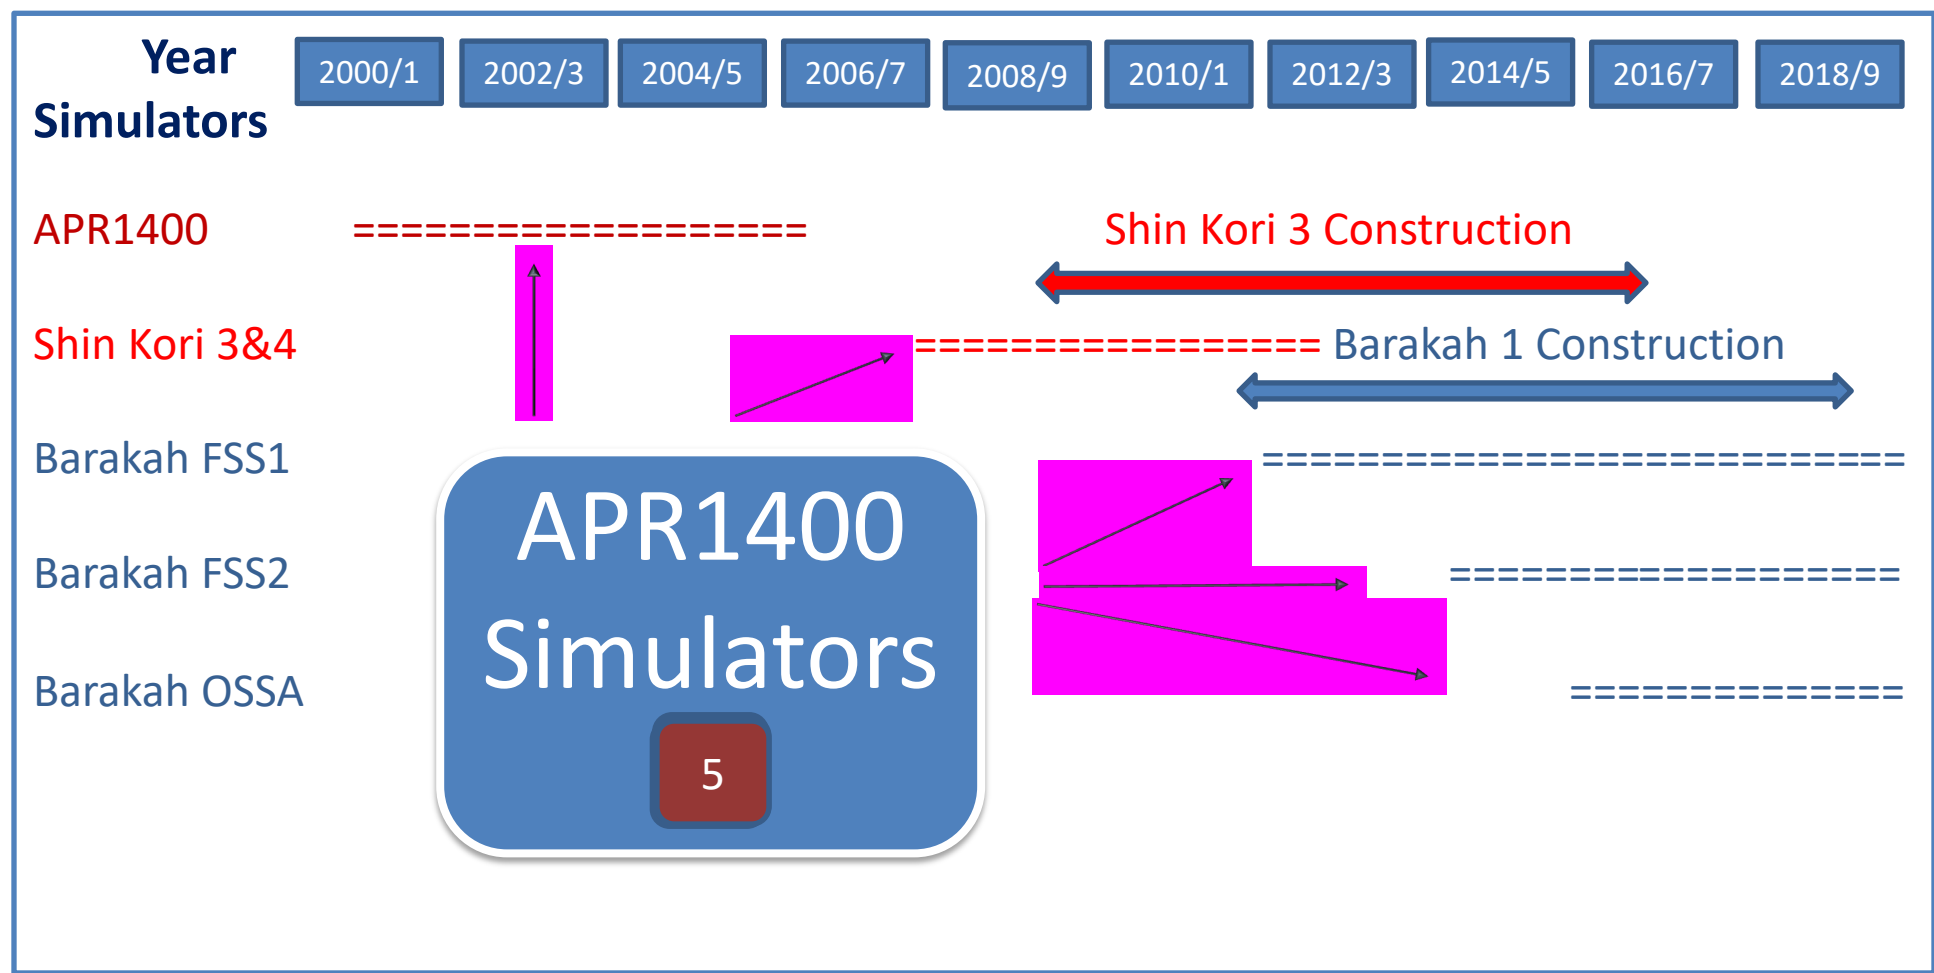 Year
2000/1 2002/3 2004/5 2006/7 2008/9 2010/1 2012/3 2014/5 2016/7 2018/9
Simulators
APR1400 =================== Shin Kori 3 Construction
Shin Kori 3&4 ================= Barakah 1 Construction
Barakah FSS1 ===========================
APR1400
Barakah FSS2 ===================
Simulators
Barakah OSSA ==============
5